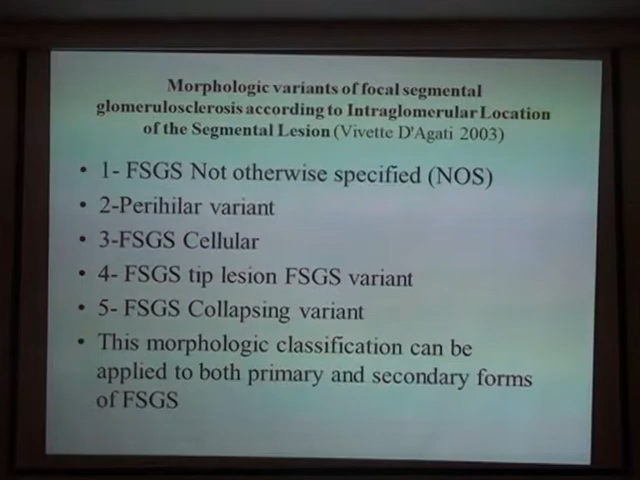 Morphologic variants of focal segmental
glomerulosclerosis according to Intraglomerular Location
of the Segmental Lesion (Vivette D'Agati 2003)
• 1- FSGS Not otherwise specified (NOS)
• 2-Perihilar variant
• 3-FSGS Cellular
• 4- FSGS tip lesion FSGS variant
• 5- FSGS Collapsing variant
• This morphologic classification can be
applied to both primary and secondary forms
of FSGS